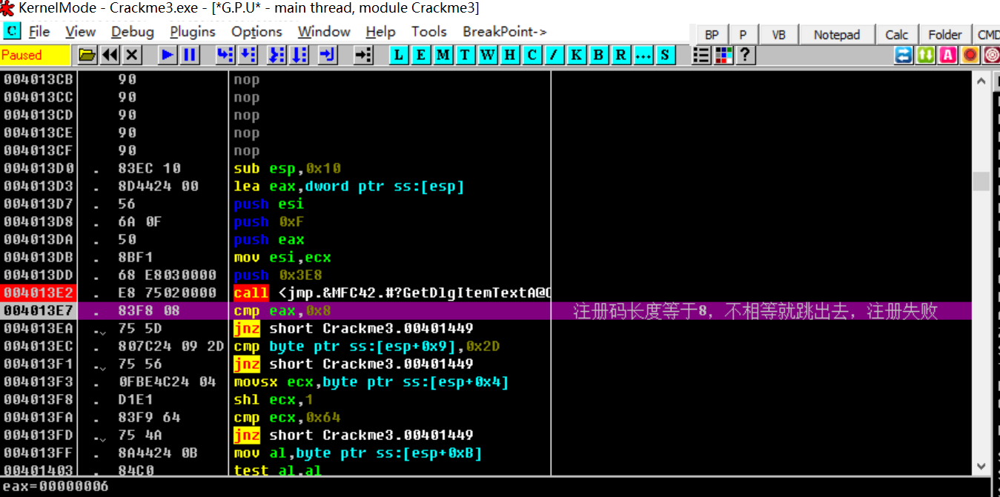 KernelMode - Crackme3.exe - [*G.P.U* - main thread, module Crackme3]
C File View Debug Plugins Options Window Help Tools BreakPoint-> BP P VB Notepad Calc Folder CMD
Paused L E M T W H C / K B R ... S ? A
004013CB 90 nop
004013CC 90 nop
004013CD 90 nop
004013CE 90 nop
004013CF 90 nop
004013D0 . 83EC 10 sub esp,0x10
004013D3 . 8D4424 00 lea eax,dword ptr ss:[esp]
004013D7 . 56 push esi
004013D8 . 6A 0F push 0xF
004013DA . 50 push eax
004013DB . 8BF1 mov esi,ecx
004013DD . 68 E8030000 push 0x3E8
004013E2 . E8 75020000 call <jmp.&MFC42.#?GetDlgItemTextA@C
004013E7 . 83F8 08 cmp eax,0x8 注册码长度等于8，不相等就跳出去，注册失败
004013EA . 75 5D jnz short Crackme3.00401449
004013EC . 807C24 09 2D cmp byte ptr ss:[esp+0x9],0x2D
004013F1 . 75 56 jnz short Crackme3.00401449
004013F3 . 0FBE4C24 04 movsx ecx,byte ptr ss:[esp+0x4]
004013F8 . D1E1 shl ecx,1
004013FA . 83F9 64 cmp ecx,0x64
004013FD . 75 4A jnz short Crackme3.00401449
004013FF . 8A4424 0B mov al,byte ptr ss:[esp+0xB]
00401403 . 84C0 test al,al
eax=00000006